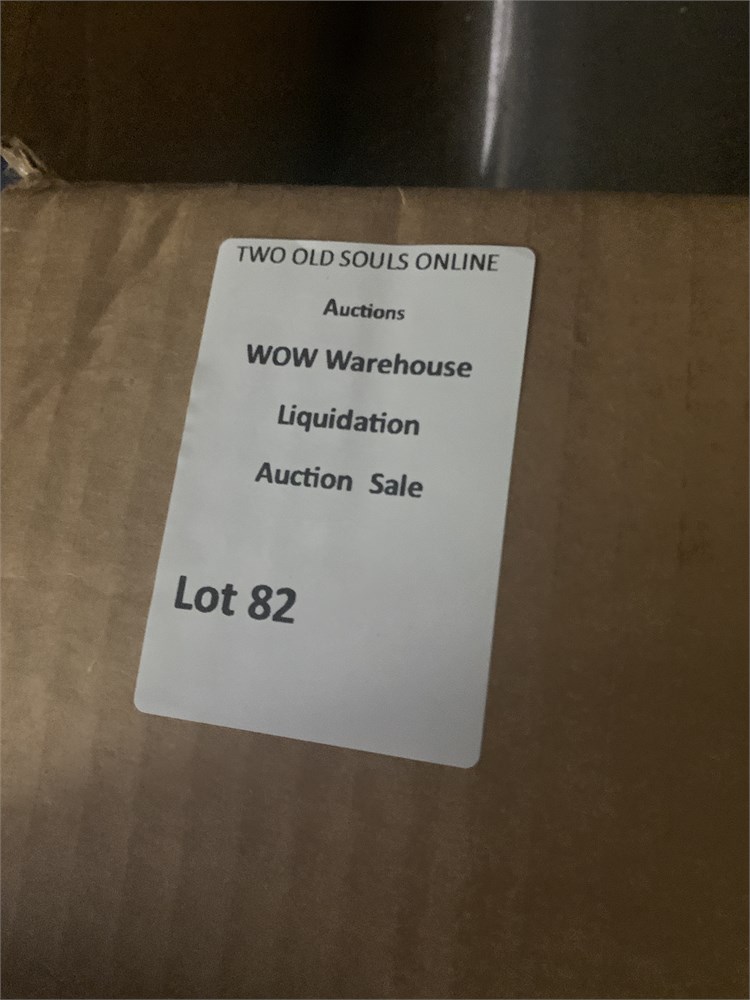 TWO OLD SOULS ONLINE
Auctions
WOW Warehouse
Liquidation
Auction Sale
Lot 82